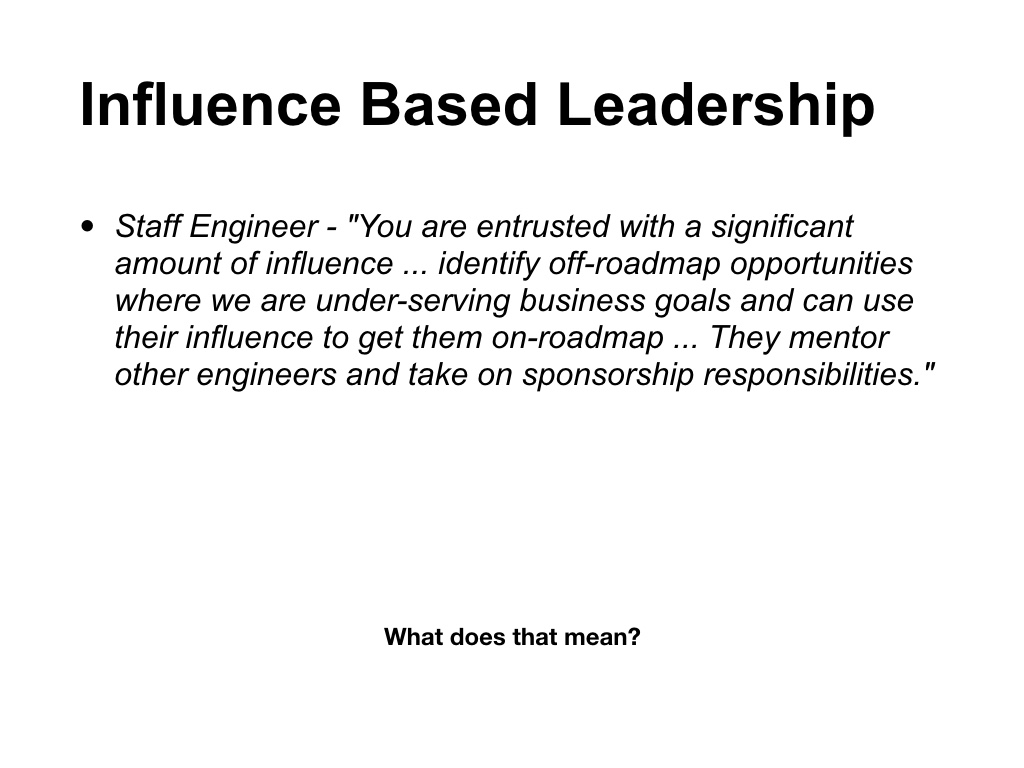 Influence Based Leadership
• Staff Engineer - "You are entrusted with a significant
amount of influence ... identify off-roadmap opportunities
where we are under-serving business goals and can use
their influence to get them on-roadmap ... They mentor
other engineers and take on sponsorship responsibilities."
What does that mean?